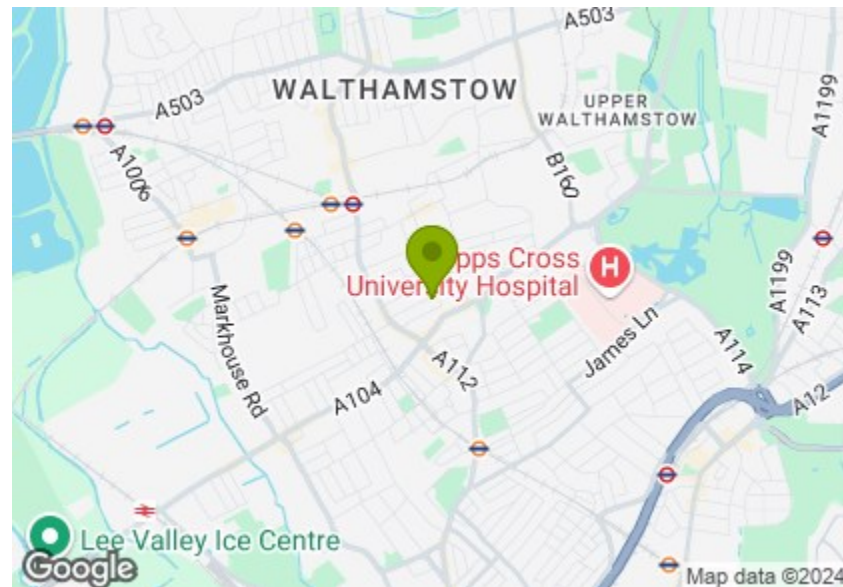 A503
WALTHAMSTOW
A503
UPPER
WALTHAMSTOW
A1199
A1006
B160
pps Cross
University Hospital
H
A1199
A113
Markhouse Rd
James Ln
A114
A112
A104
A12
Lee Valley Ice Centre
Google
Map data ©2024